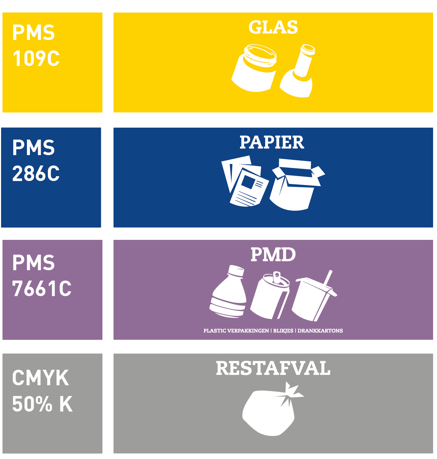 PMS
109C
GLAS
PMS
286C
PAPIER
PMS
7661C
PMD
PLASTIC VERPAKKINGEN | BLIKJES | DRANKKARTONS
CMYK
50% K
RESTAFVAL